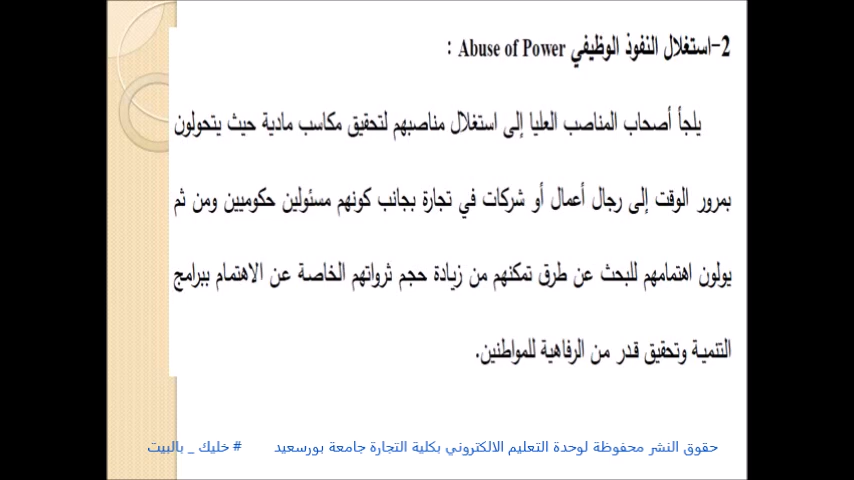 2-استغلال النفوذ الوظيفي Abuse of Power :
يلجأ أصحاب المناصب العليا إلى استغلال مناصبهم لتحقيق مكاسب مادية حيث يتحولون
بمرور الوقت إلى رجال أعمال أو شركات في تجارة بجانب كونهم مسئولين حكوميين ومن ثم
يولون اهتمامهم للبحث عن طرق تمكنهم من زيادة حجم ثرواتهم الخاصة عن الاهتمام ببرامج
التنمية وتحقيق قدر من الرفاهية للمواطنين.
حقوق النشر محفوظة لوحدة التعليم الالكتروني بكلية التجارة جامعة بورسعيد # خليك _ بالبيت